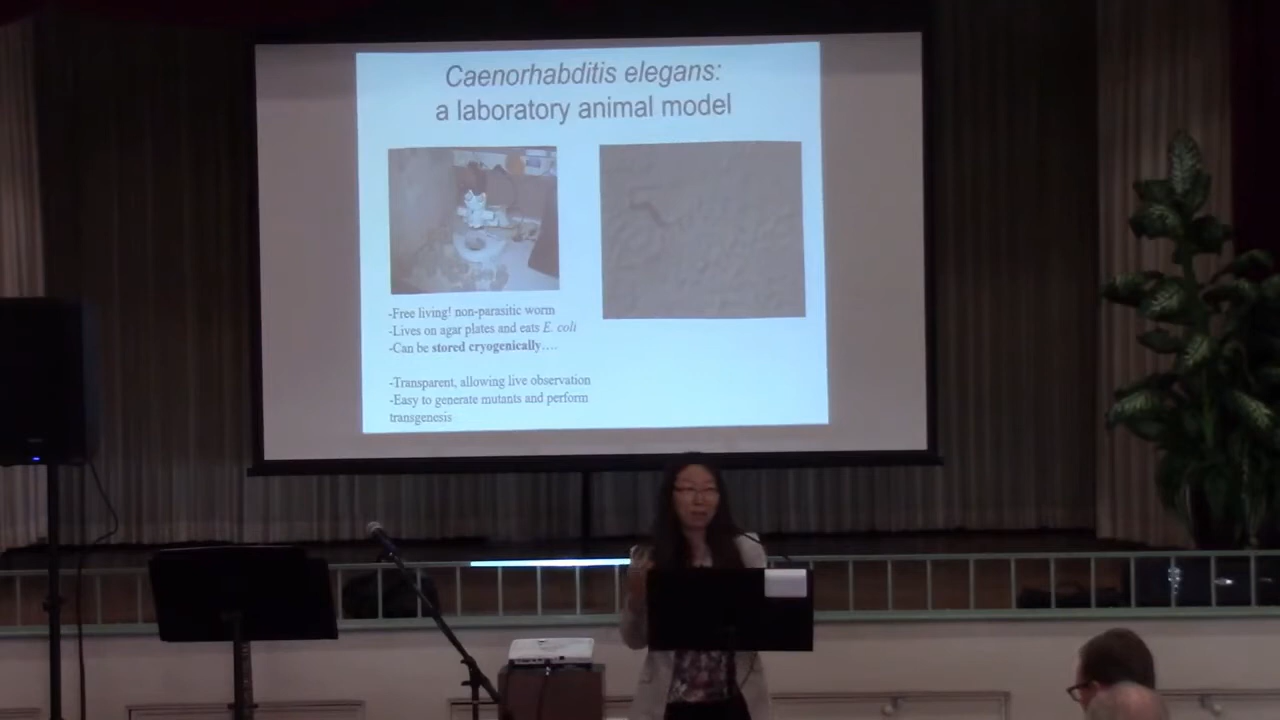 Caenorhabditis elegans:
a laboratory animal model
-Free living! non-parasitic worm
-Lives on agar plates and eats E. coli
-Can be stored cryogenically….
-Transparent, allowing live observation
-Easy to generate mutants and perform
transgenesis